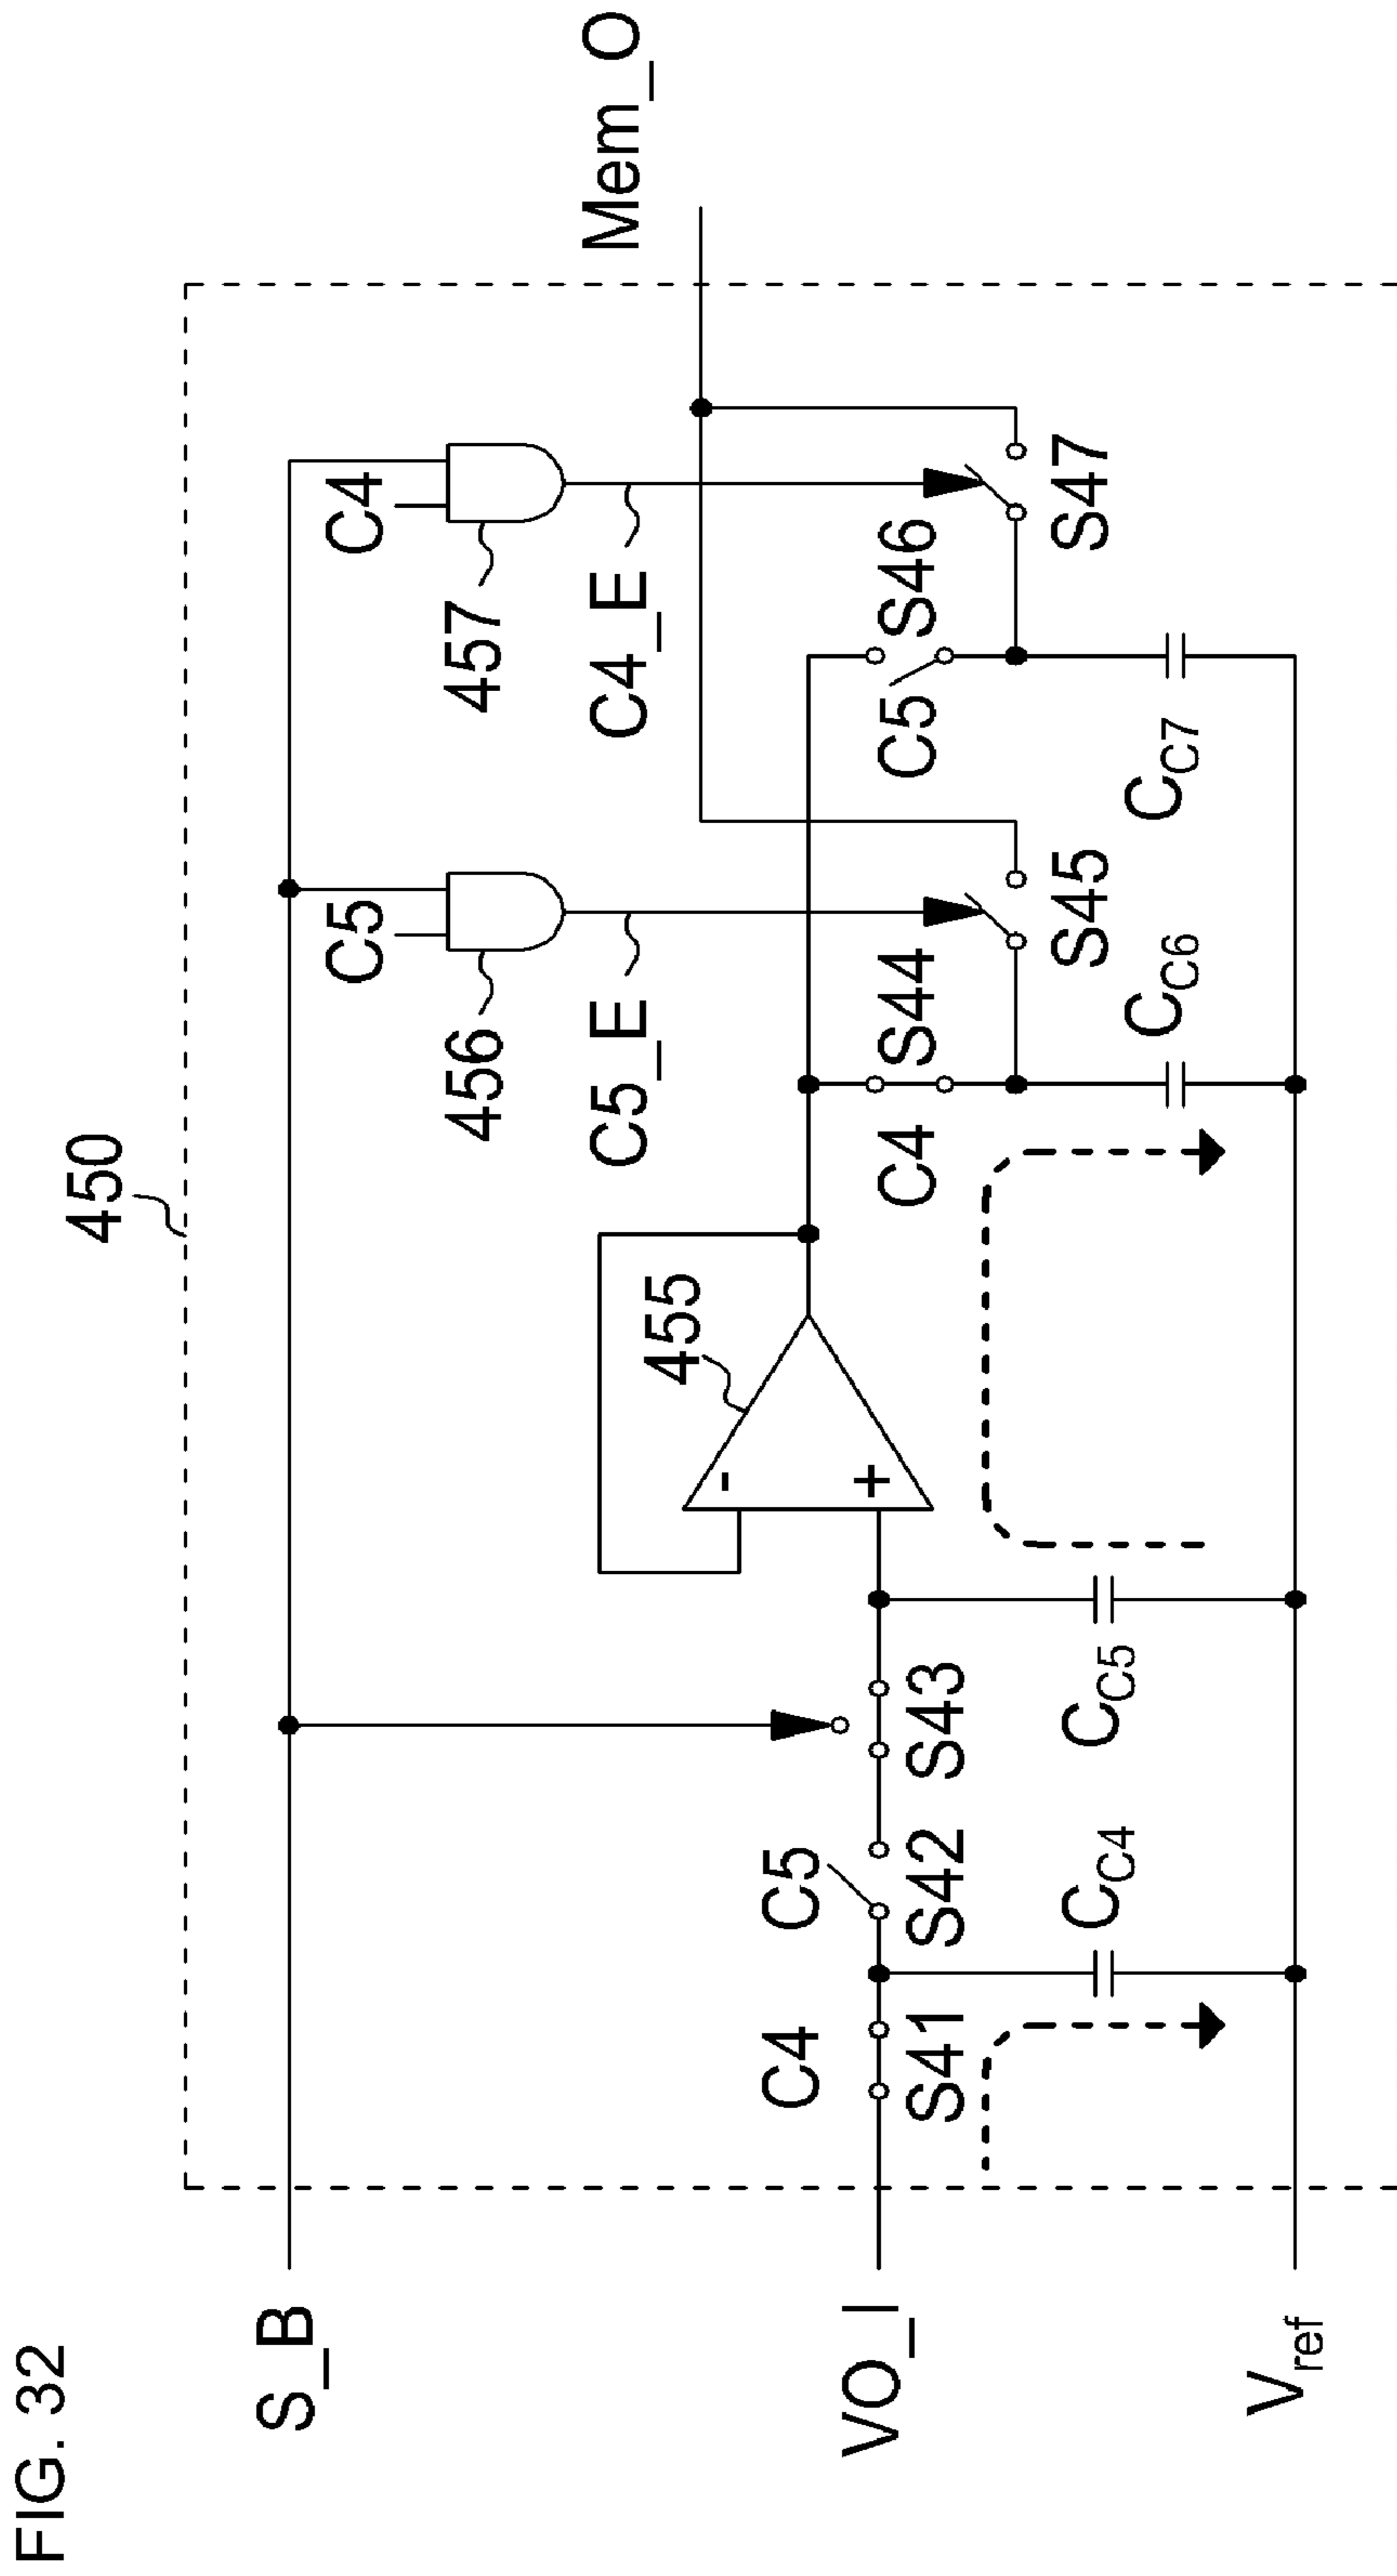 FIG. 32
450
S_B
C5
C4
456
457
C5_E
C4_E
Mem_O
455
-
+
VO_I
C4
C5
S41
S42
S43
C4
S44
C5
S46
S45
S47
CC4
CC5
CC6
CC7
Vref